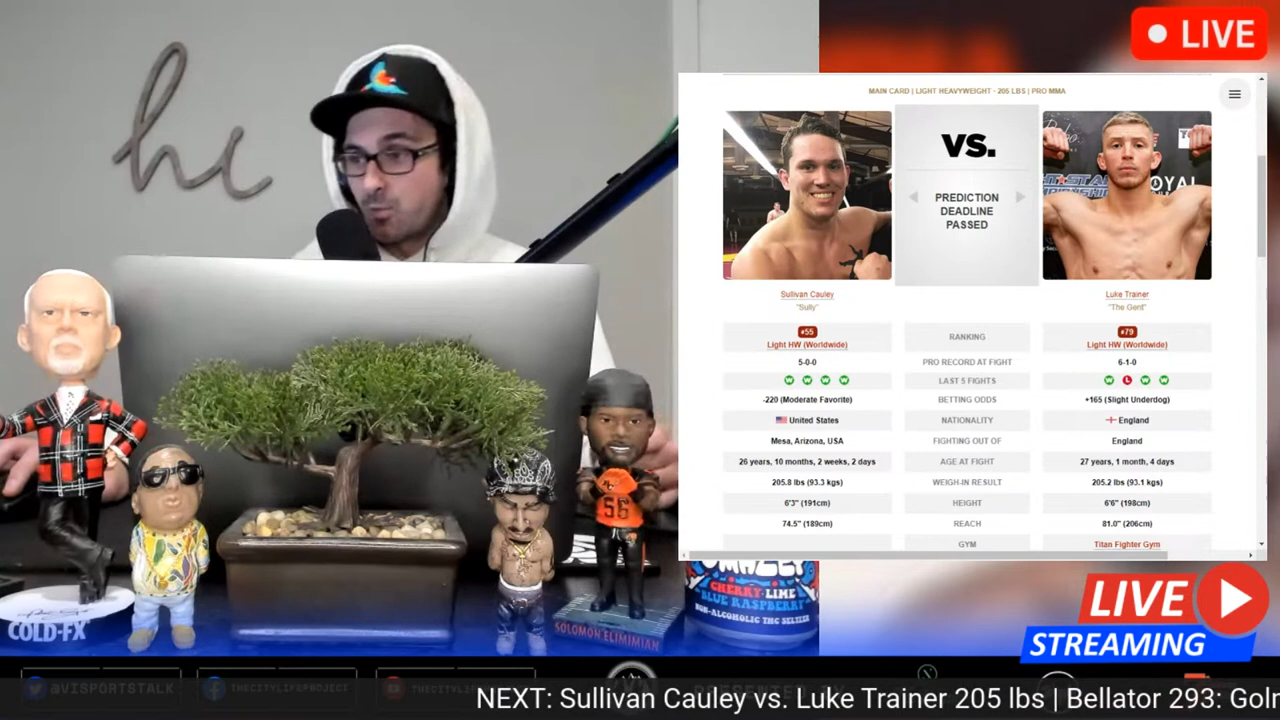 hi
LIVE
MAIN CARD | LIGHT HEAVYWEIGHT - 205 LBS | PRO MMA
VS.
PREDICTION
DEADLINE
PASSED
ROYAL
Sullivan Cauley
"Sully"
Luke Trainer
"The Gent"
#55
Light HW (Worldwide)
RANKING
#79
Light HW (Worldwide)
5-0-0
PRO RECORD AT FIGHT
6-1-0
W W W W
LAST 5 FIGHTS
W L W W
-220 (Moderate Favorite)
BETTING ODDS
+165 (Slight Underdog)
United States
NATIONALITY
England
Mesa, Arizona, USA
FIGHTING OUT OF
England
26 years, 10 months, 2 weeks, 2 days
AGE AT FIGHT
27 years, 1 month, 4 days
205.8 lbs (93.3 kgs)
WEIGH-IN RESULT
205.2 lbs (93.1 kgs)
6'3" (191cm)
HEIGHT
6'6" (198cm)
74.5" (189cm)
REACH
81.0" (206cm)
GYM
Titan Fighter Gym
56
CHERRY-LIME
BLUE RASPBERRY
NON-ALCOHOLIC THC SELTZER
COLD-FX
SOLOMON ELIMIMIAN
LIVE
STREAMING
@VISPORTSTALK
THECITYLIFEPROJECT
NEXT: Sullivan Cauley vs. Luke Trainer 205 lbs | Bellator 293: Gol